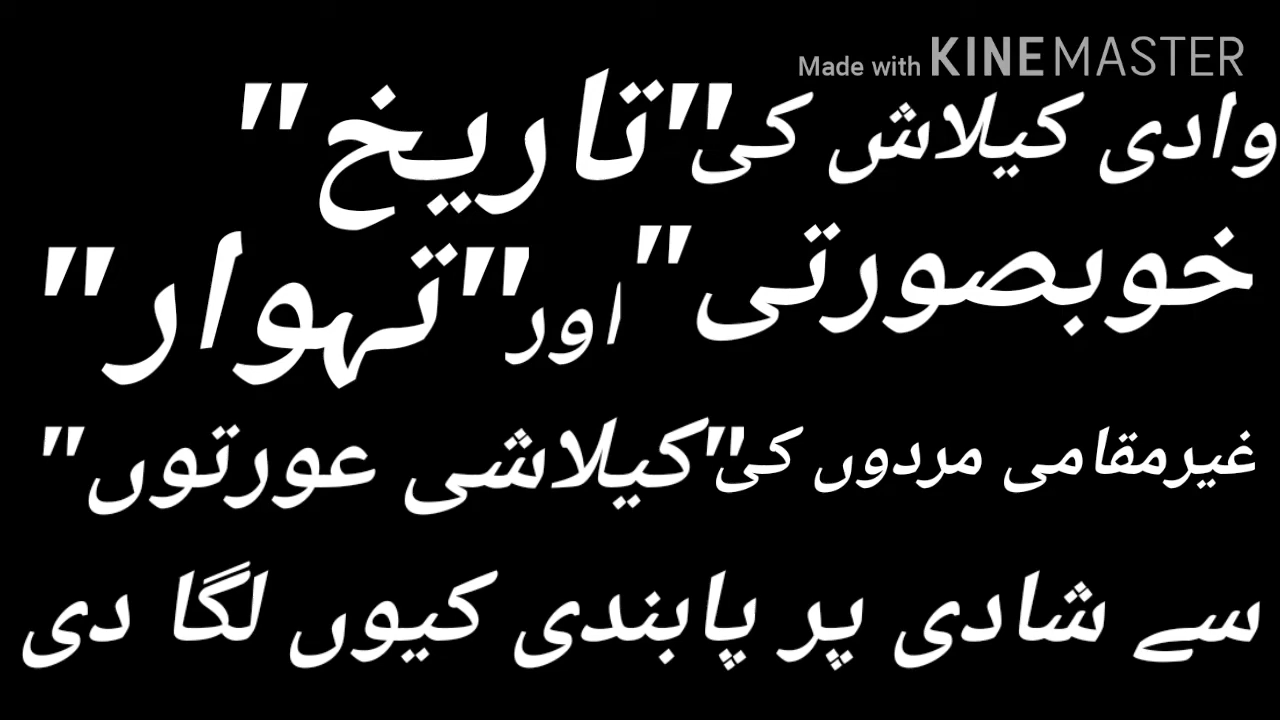 Made with KINEMASTER
وادی کیلاش کی"تاریخ"
خوبصورتی" اور"تہوار"
غیرمقامی مردوں کی"کیلاشی عورتوں"
سے شادی پر پابندی کیوں لگا دی